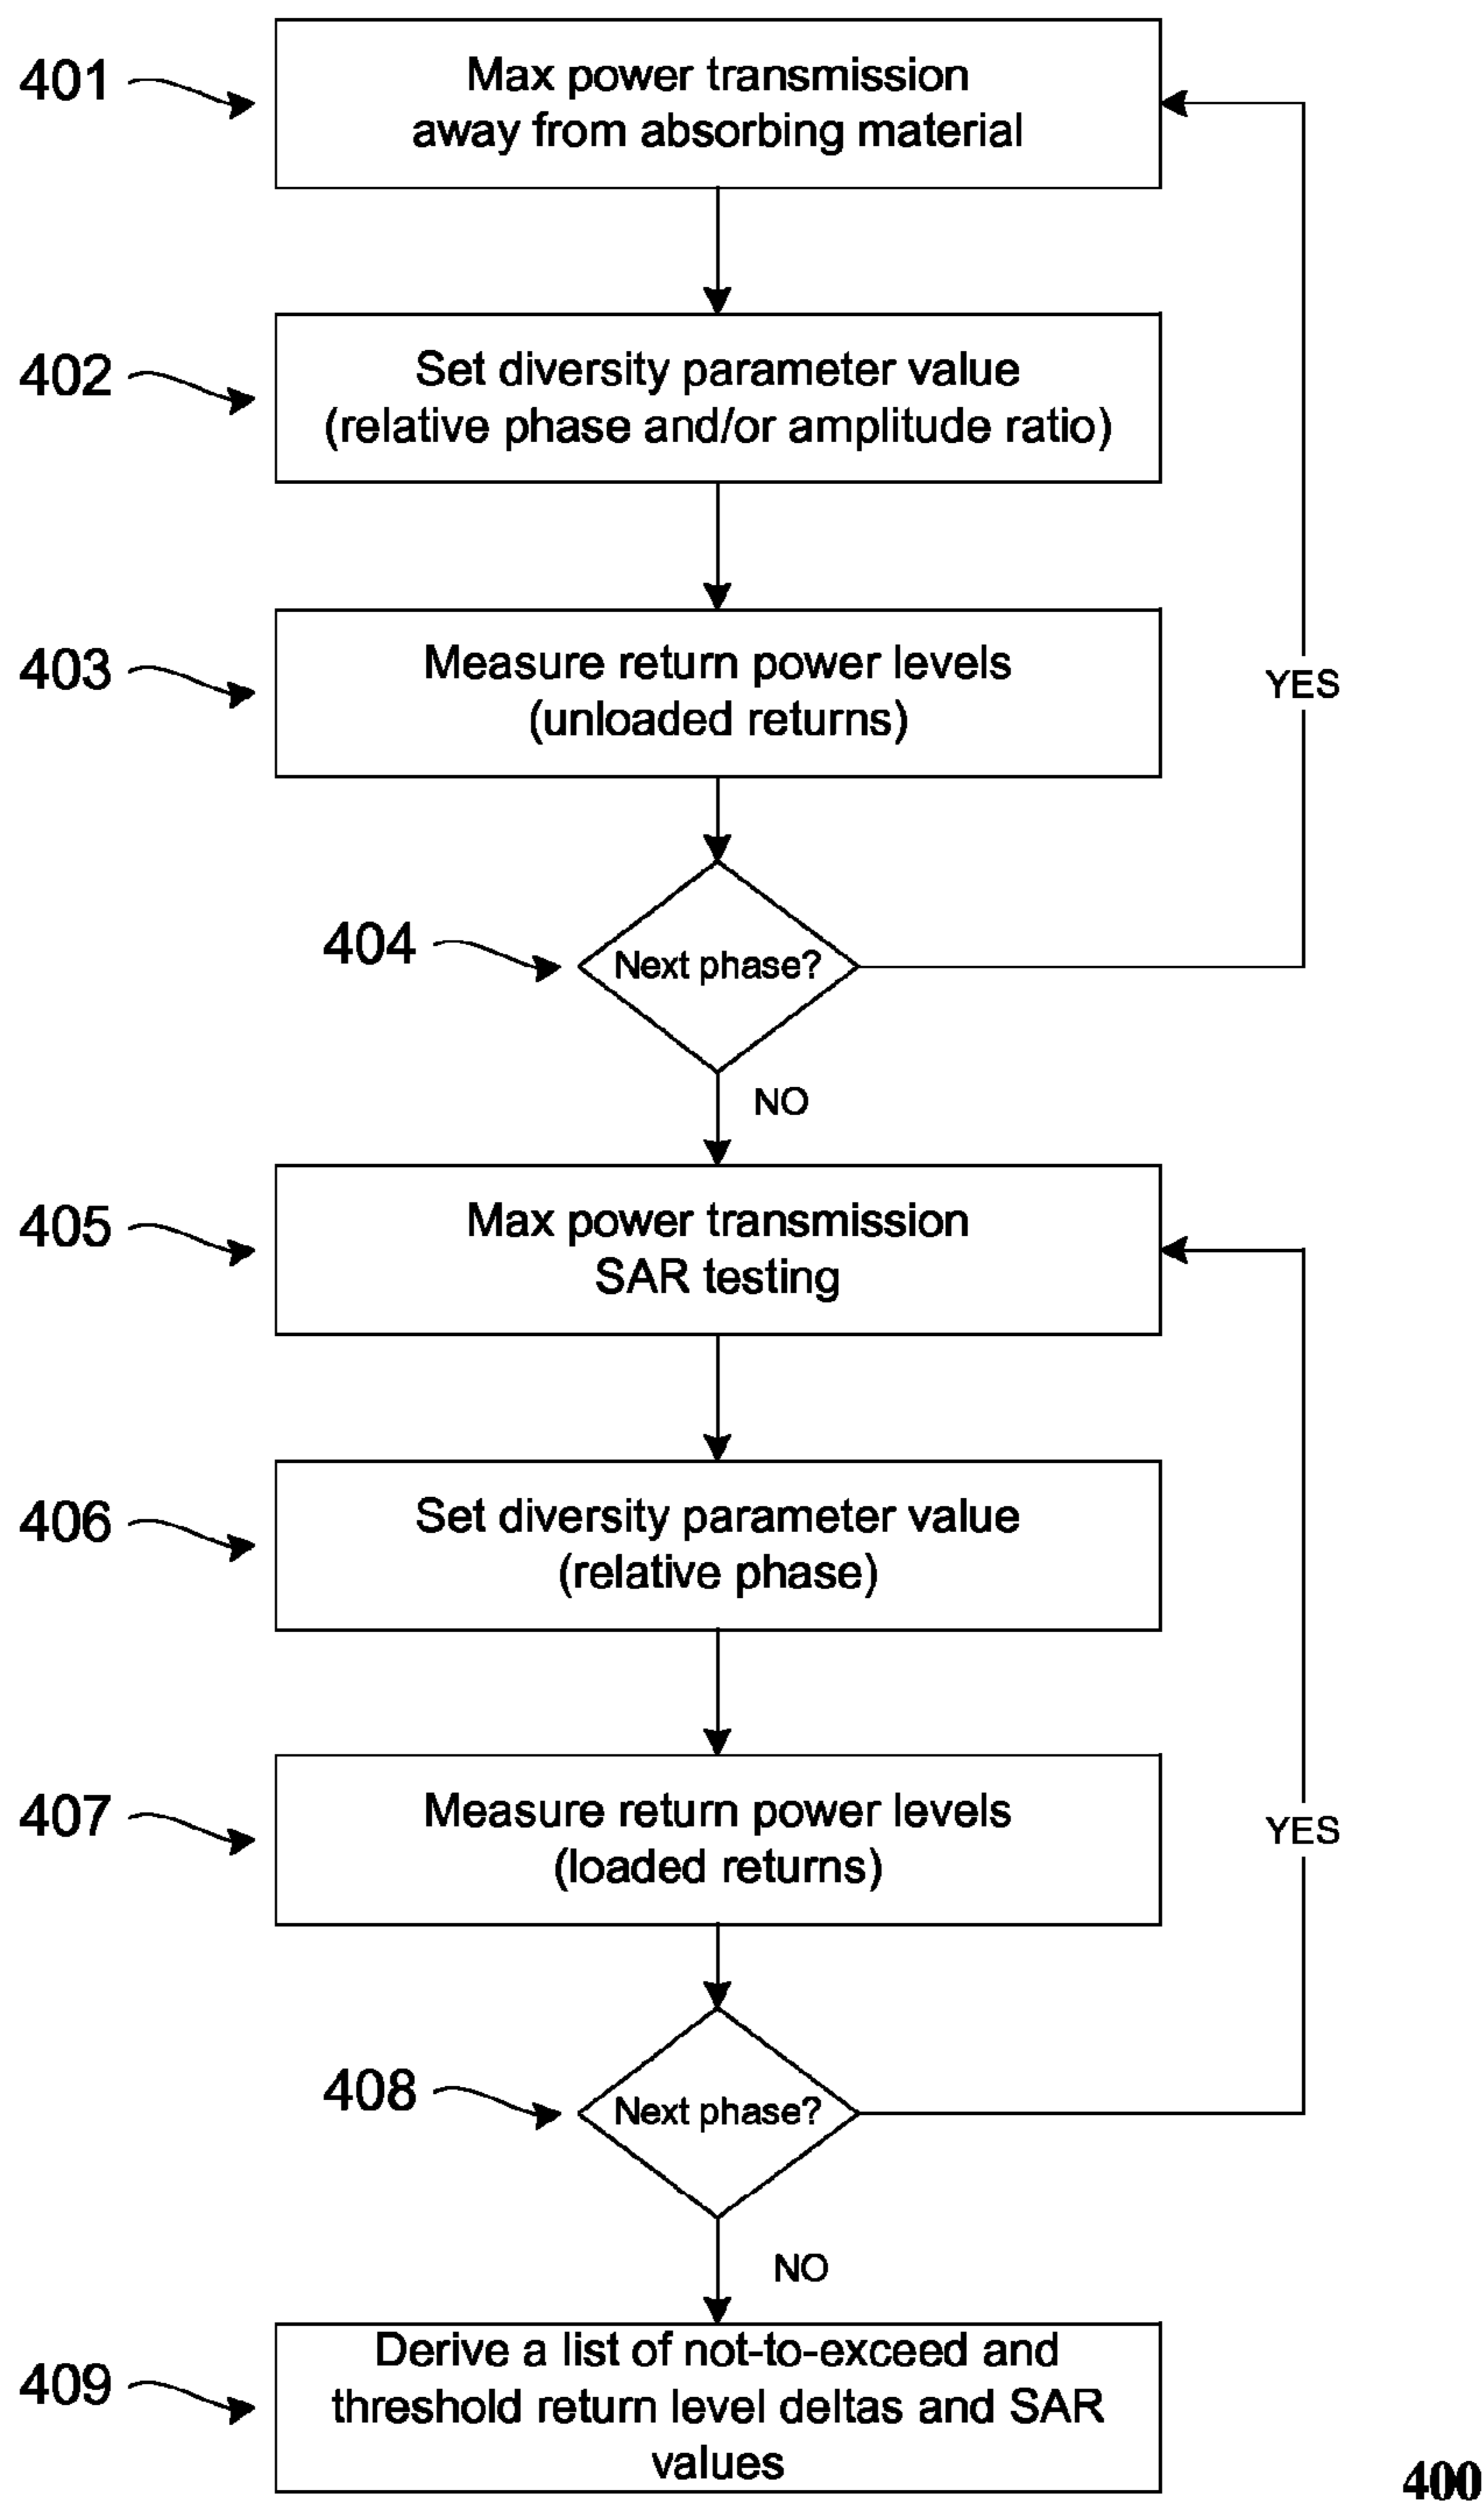 401
Max power transmission
away from absorbing material
402
Set diversity parameter value
(relative phase and/or amplitude ratio)
403
Measure return power levels
(unloaded returns)
YES
404
Next phase?
NO
405
Max power transmission
SAR testing
406
Set diversity parameter value
(relative phase)
407
Measure return power levels
(loaded returns)
YES
408
Next phase?
NO
409
Derive a list of not-to-exceed and
threshold return level deltas and SAR
values
400